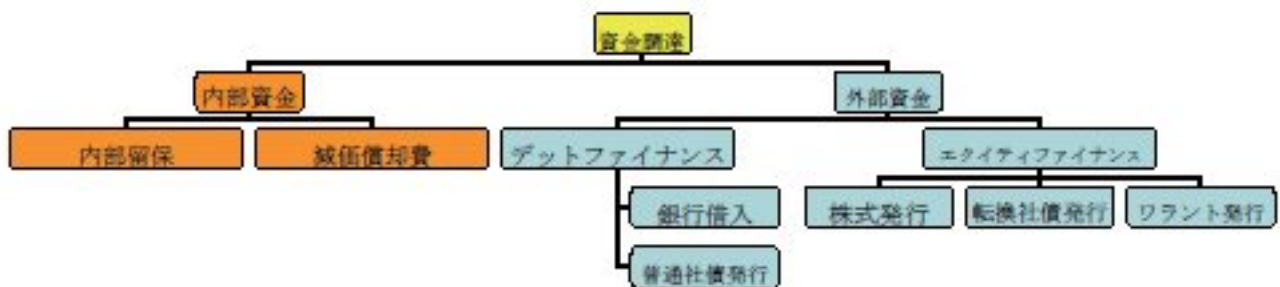 資金調達
内部資金
外部資金
内部留保
減価償却費
デットファイナンス
エクイティファイナンス
銀行借入
株式発行
転換社債発行
ワラント発行
普通社債発行